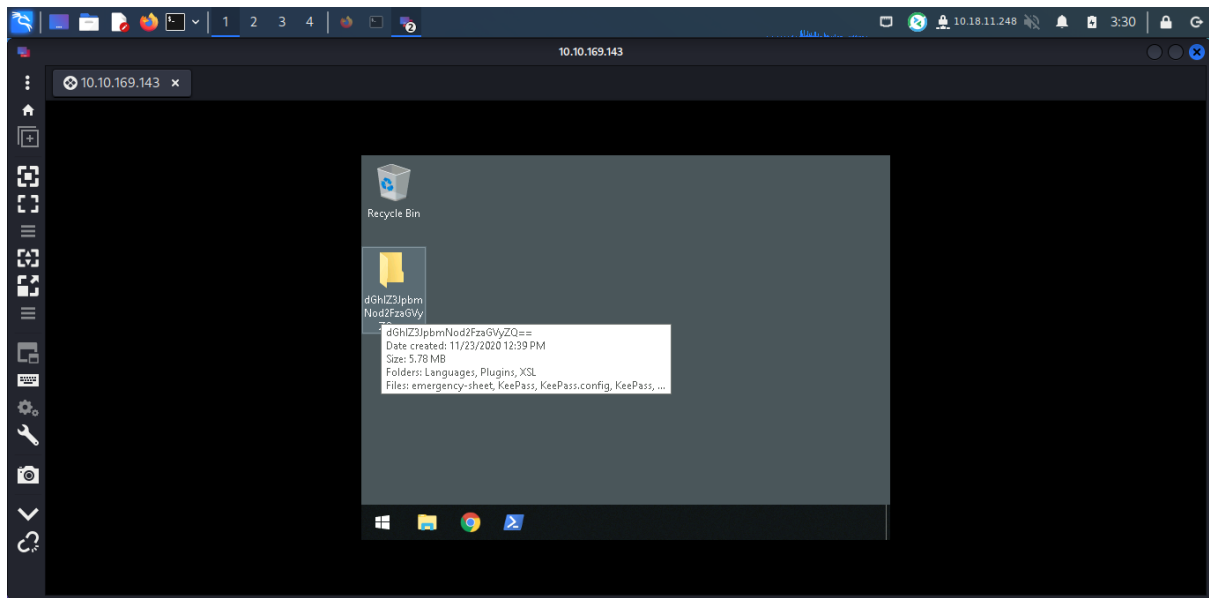 1 2 3 4 2 10.18.11.248 3:30
10.10.169.143
10.10.169.143
Recycle Bin
dGhlZ3Jpbm
Nod2FzaGVy
dGhlZ3JpbmNod2FzaGVyZQ==
Date created: 11/23/2020 12:39 PM
Size: 5.78 MB
Folders: Languages, Plugins, XSL
Files: emergency-sheet, KeePass, KeePass.config, KeePass, ...